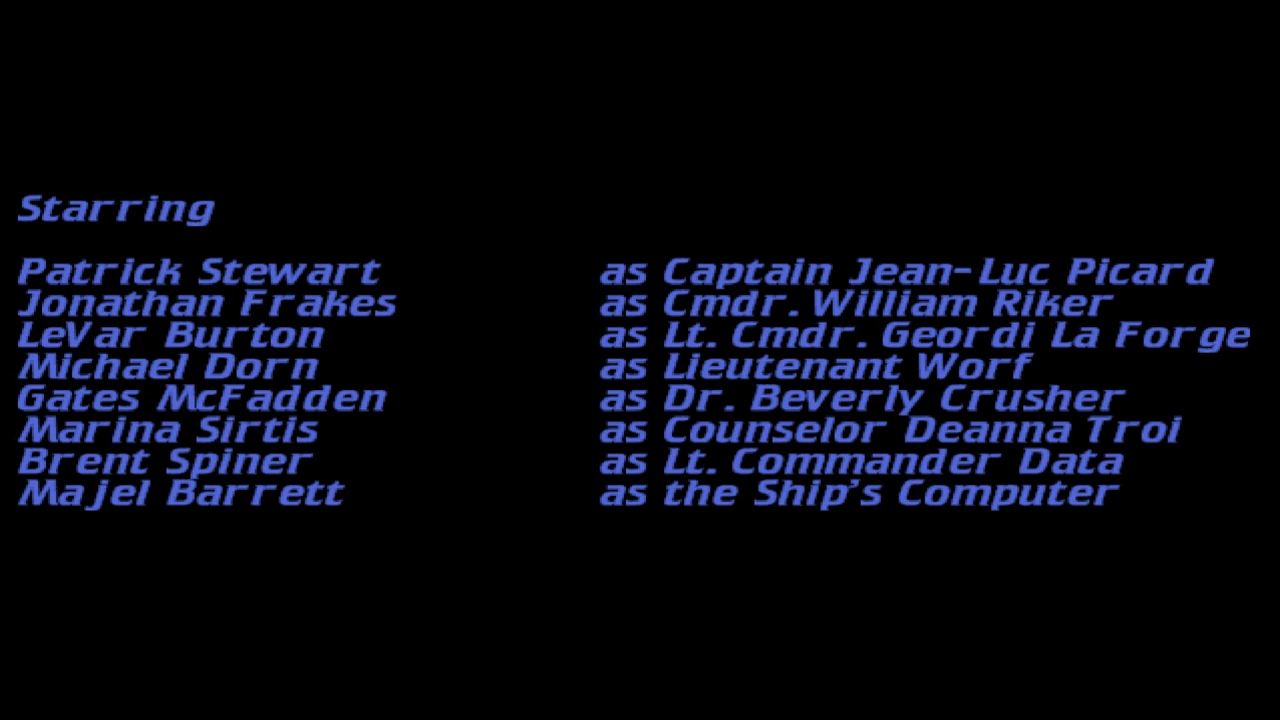 Starring
Patrick Stewart as Captain Jean-Luc Picard
Jonathan Frakes as Cmdr. William Riker
LeVar Burton as Lt. Cmdr. Geordi La Forge
Michael Dorn as Lieutenant Worf
Gates McFadden as Dr. Beverly Crusher
Marina Sirtis as Counselor Deanna Troi
Brent Spiner as Lt. Commander Data
Majel Barrett as the Ship's Computer